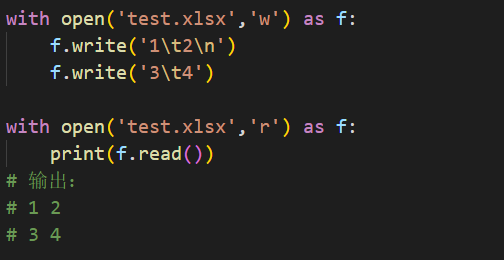 with open('test.xlsx','w') as f:
    f.write('1\t2\n')
    f.write('3\t4')

with open('test.xlsx','r') as f:
    print(f.read())
# 输出:
# 1 2
# 3 4